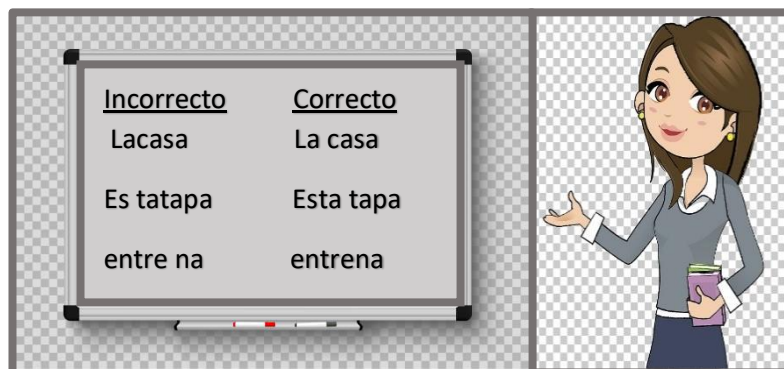 Incorrecto Correcto
Lacasa La casa
Es tatapa Esta tapa
entre na entrena